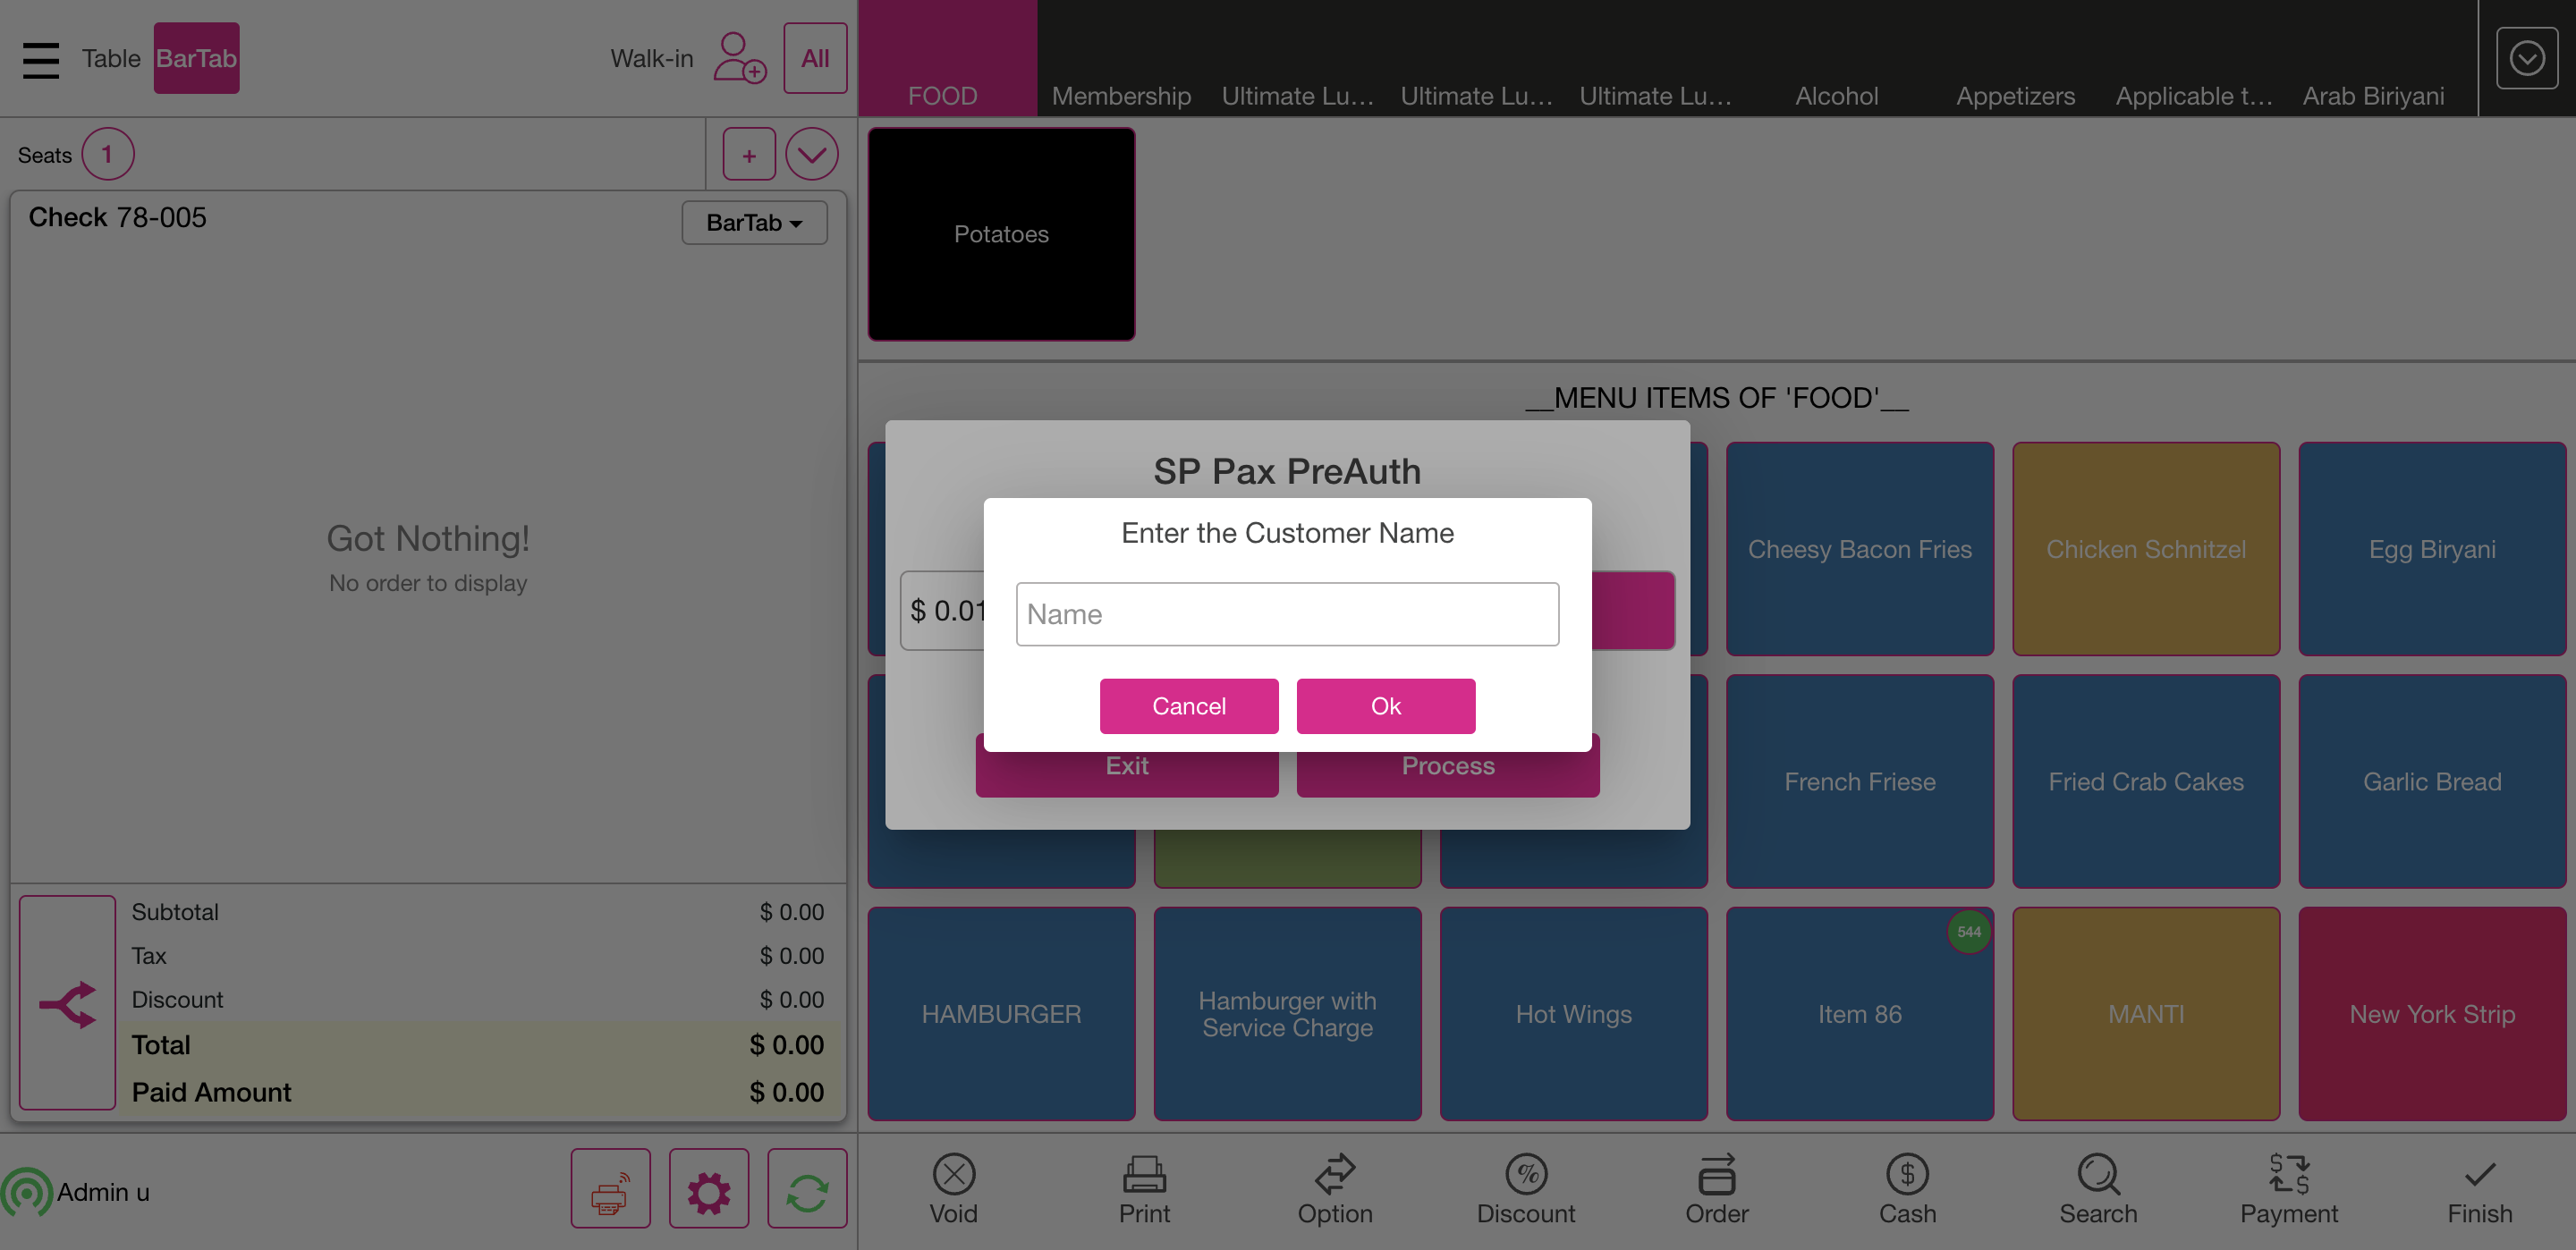 Table
BarTab
Walk-in
All
FOOD
Membership
Ultimate Lu...
Ultimate Lu...
Ultimate Lu...
Alcohol
Appetizers
Applicable t...
Arab Biriyani
Seats
1
+
Check 78-005
BarTab
Potatoes
__MENU ITEMS OF 'FOOD'__
SP Pax PreAuth
Enter the Customer Name
$ 0.01
Name
Cancel
Ok
Exit
Process
Got Nothing!
No order to display
Cheesy Bacon Fries
Chicken Schnitzel
Egg Biryani
French Friese
Fried Crab Cakes
Garlic Bread
Subtotal
$ 0.00
Tax
$ 0.00
Discount
$ 0.00
Total
$ 0.00
Paid Amount
$ 0.00
HAMBURGER
Hamburger with
Service Charge
Hot Wings
544
Item 86
MANTI
New York Strip
Admin u
Void
Print
Option
Discount
Order
Cash
Search
Payment
Finish